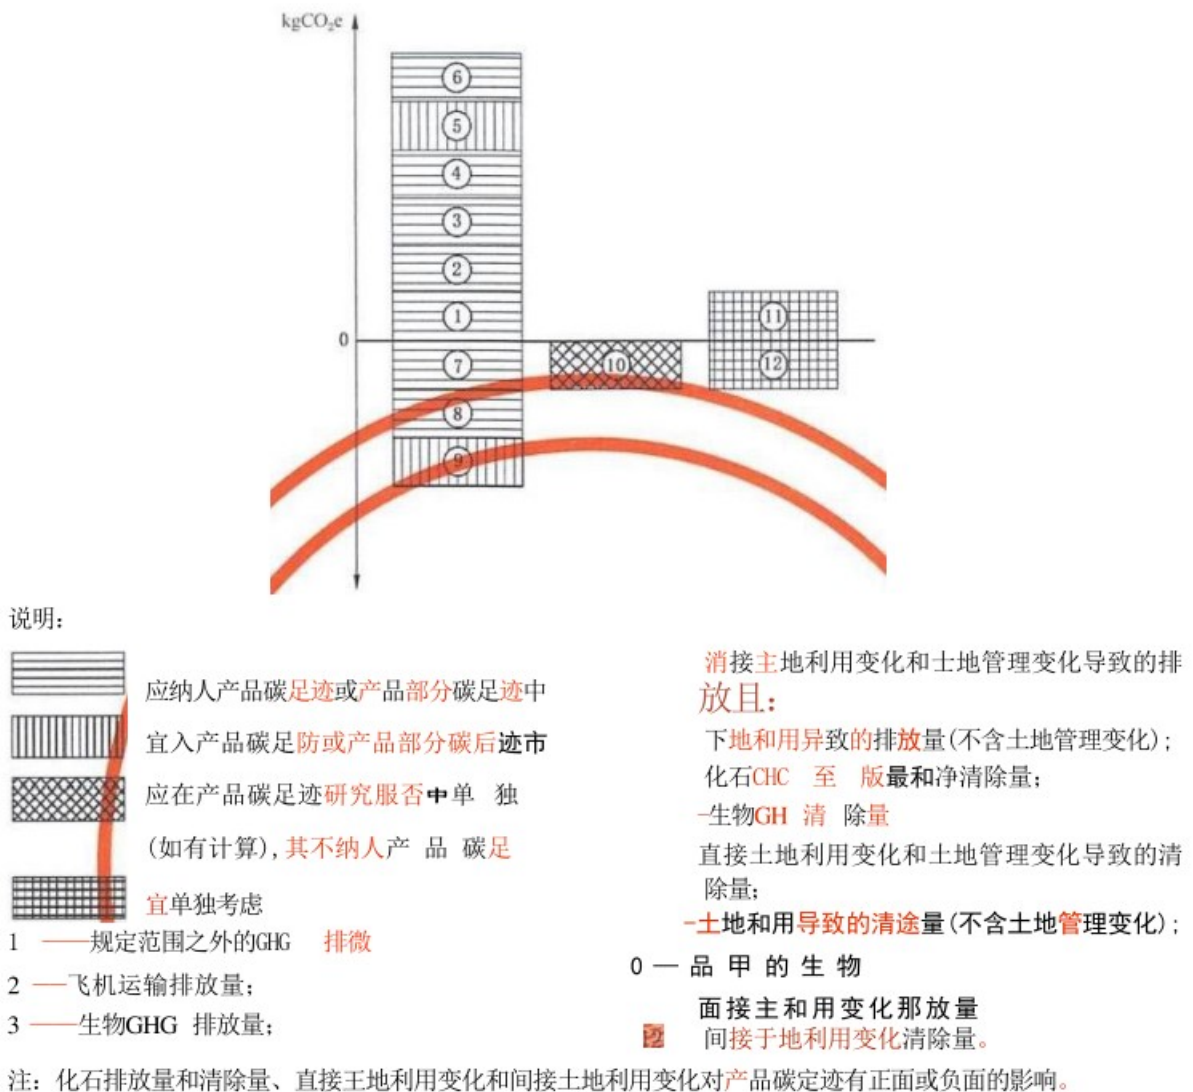 kgCO₂e
⑥
⑤
④
③
②
①
0
⑦
⑧
⑨
⑩
⑪
⑫
说明:
应纳人产品碳足迹或产品部分碳足迹中
宜入产品碳足防或产品部分碳后迹市
应在产品碳足迹研究服否中单 独
(如有计算),其不纳人产 品 碳足
宜单独考虑
1 ——规定范围之外的GHG 排微
2 ——飞机运输排放量;
3 ——生物GHG 排放量;
消接主地利用变化和士地管理变化导致的排
放且:
下地和用异致的排放量(不含土地管理变化);
化石CHC 至 版最和净清除量;
-生物GH 清 除量
直接土地利用变化和土地管理变化导致的清
除量;
-土地和用导致的清途量(不含土地管理变化);
0 — 品 甲 的 生 物
面接主和用变化那放量
间接于地利用变化清除量。
注: 化石排放量和清除量、直接王地利用变化和间接土地利用变化对产品碳定迹有正面或负面的影响。